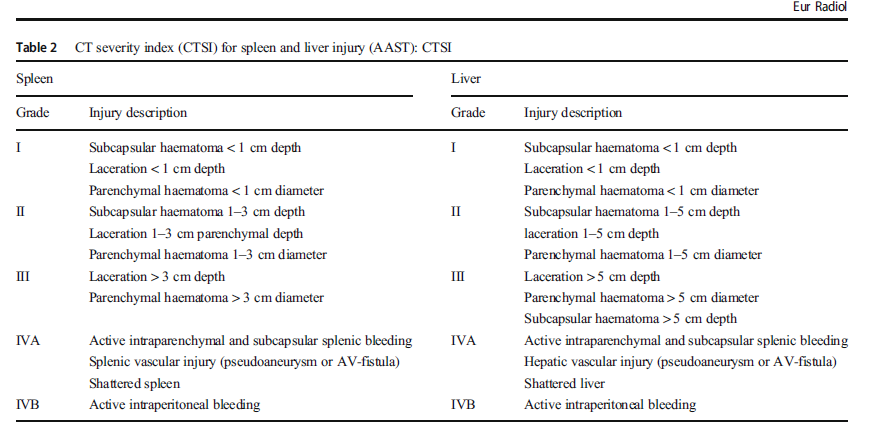 Eur Radiol
Table 2 CT severity index (CTSI) for spleen and liver injury (AAST): CTSI
Spleen Liver
Grade Injury description Grade Injury description
I Subcapsular haematoma < 1 cm depth I Subcapsular haematoma < 1 cm depth
Laceration < 1 cm depth Laceration < 1 cm depth
Parenchymal haematoma < 1 cm diameter Parenchymal haematoma < 1 cm diameter
II Subcapsular haematoma 1–3 cm depth II Subcapsular haematoma 1–5 cm depth
Laceration 1–3 cm parenchymal depth laceration 1–5 cm depth
Parenchymal haematoma 1–3 cm diameter Parenchymal haematoma 1–5 cm diameter
III Laceration > 3 cm depth III Laceration > 5 cm depth
Parenchymal haematoma > 3 cm diameter Parenchymal haematoma > 5 cm diameter
Subcapsular haematoma > 5 cm depth
IVA Active intraparenchymal and subcapsular splenic bleeding IVA Active intraparenchymal and subcapsular splenic bleeding
Splenic vascular injury (pseudoaneurysm or AV-fistula) Hepatic vascular injury (pseudoaneurysm or AV-fistula)
Shattered spleen Shattered liver
IVB Active intraperitoneal bleeding IVB Active intraperitoneal bleeding